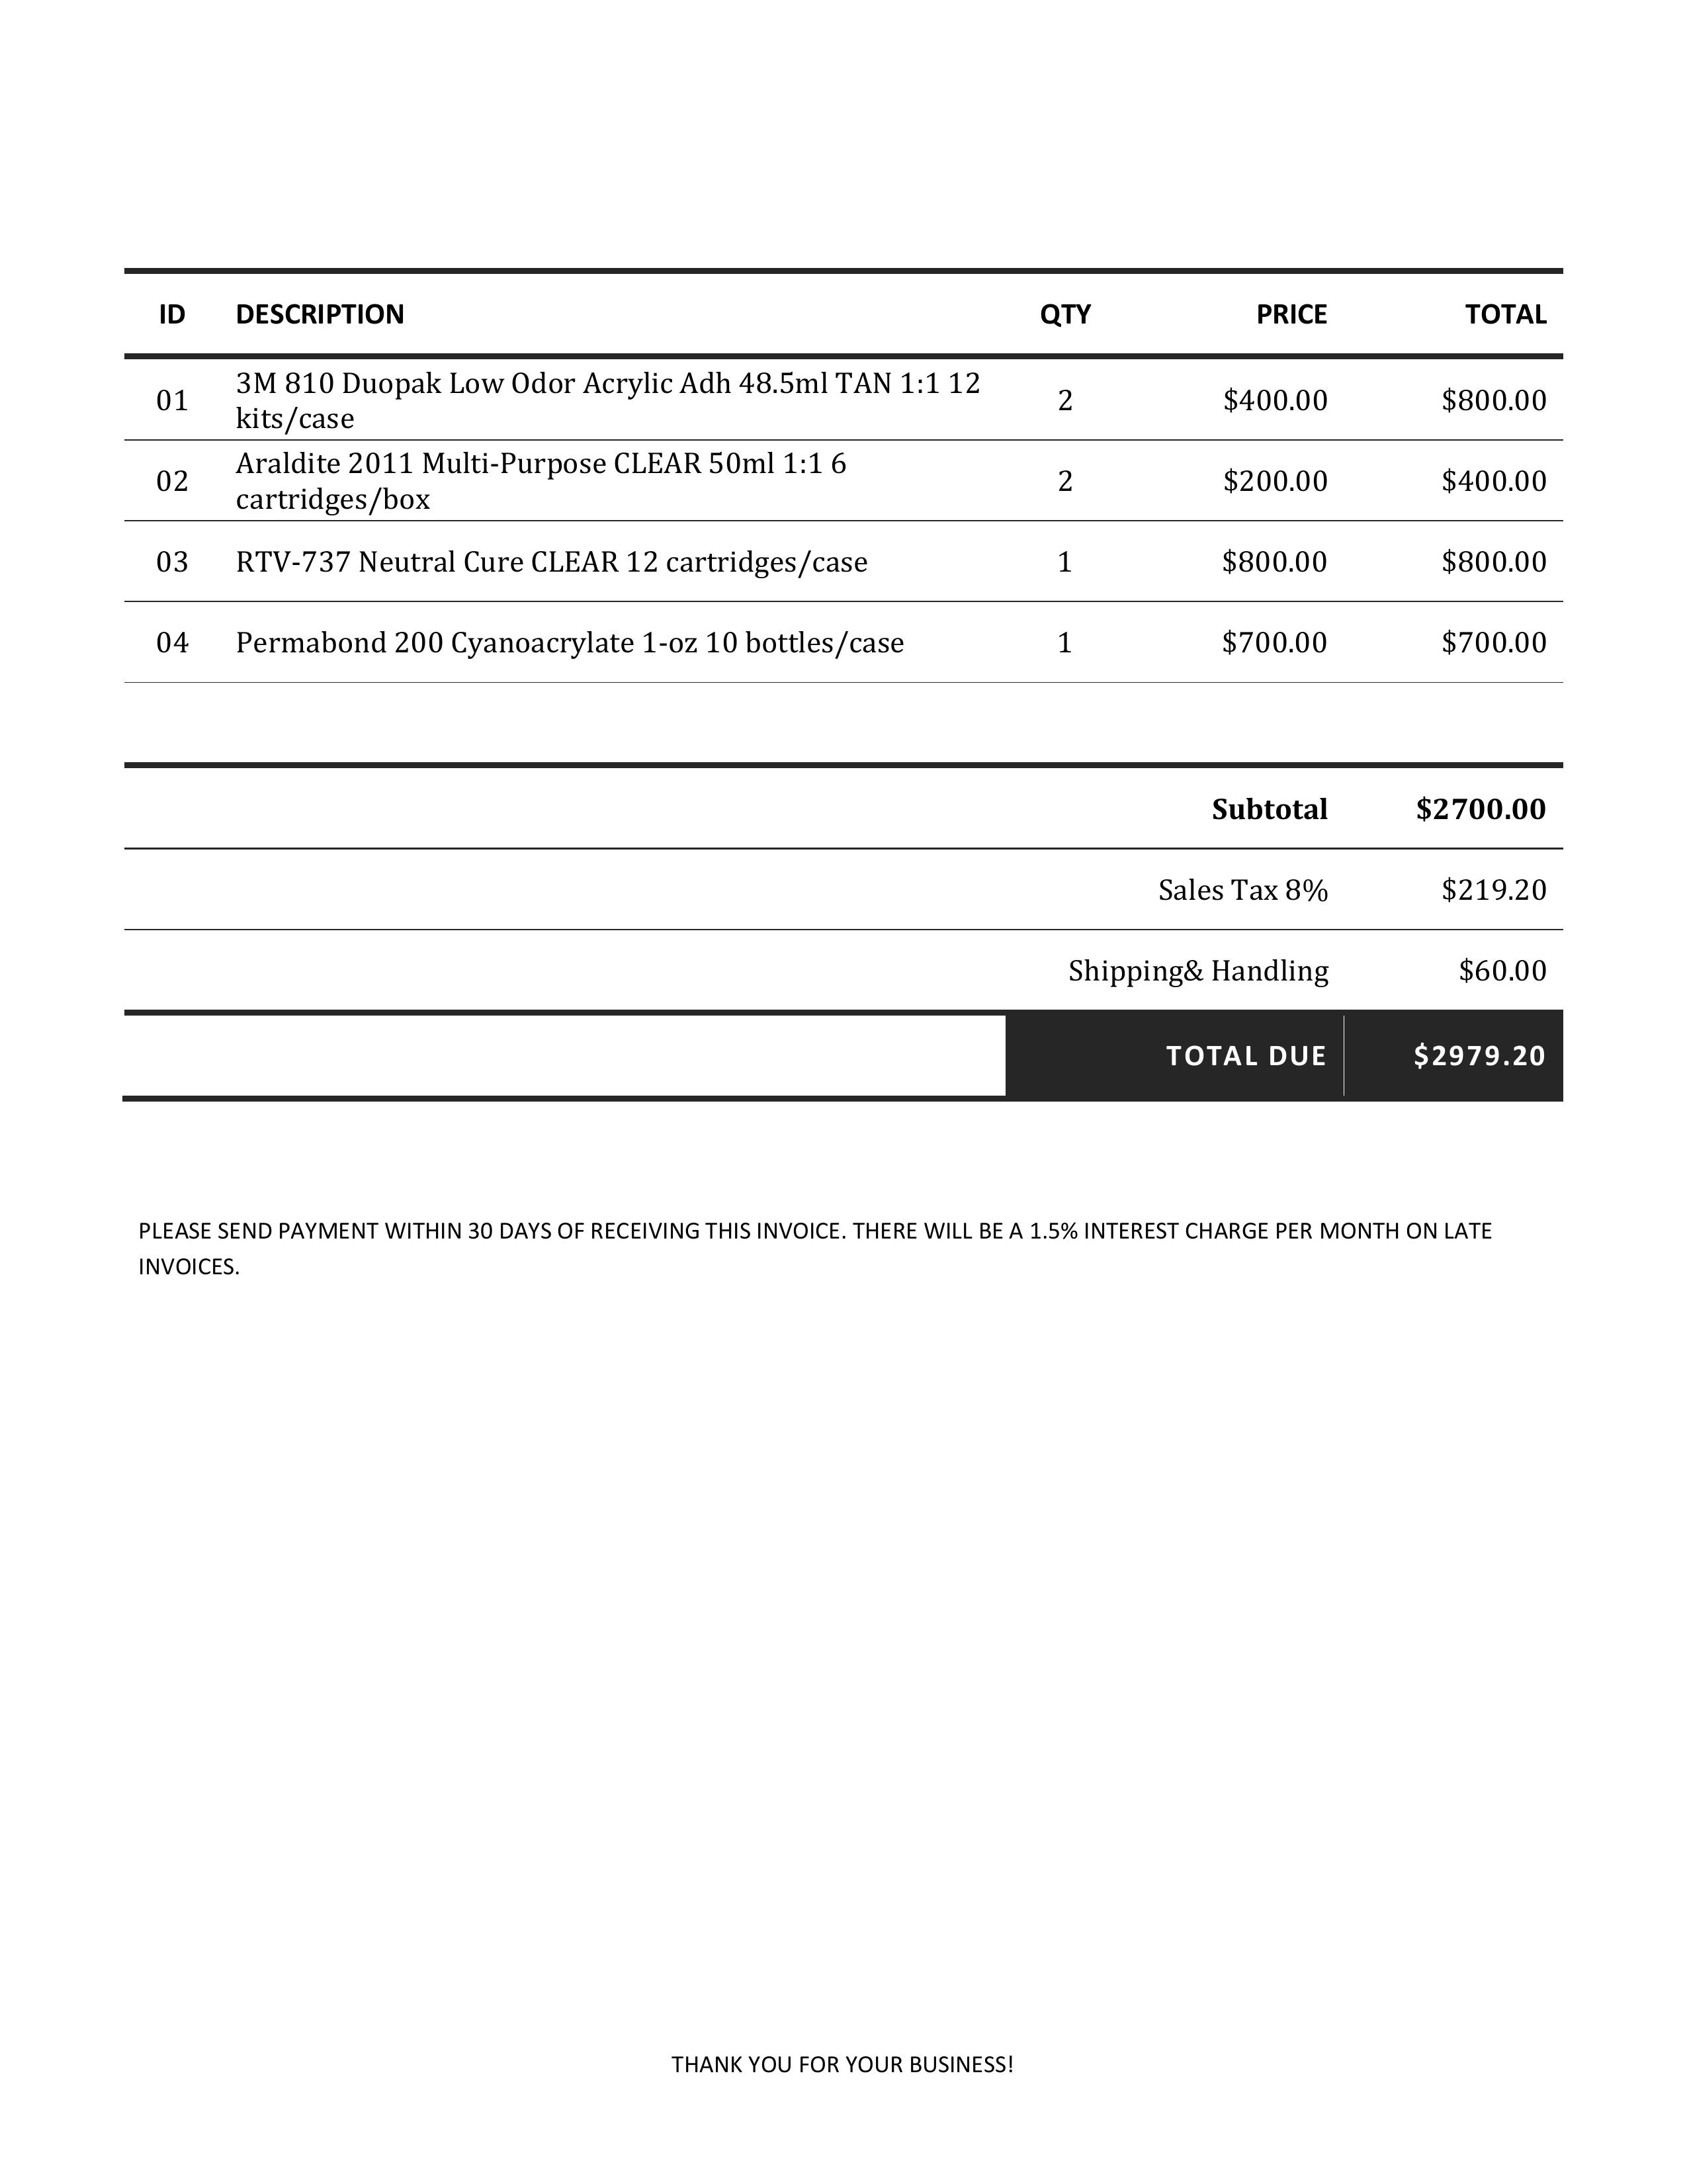 ID DESCRIPTION QTY PRICE TOTAL
01 3M 810 Duopak Low Odor Acrylic Adh 48.5ml TAN 1:1 12 kits/case 2 $400.00 $800.00
02 Araldite 2011 Multi-Purpose CLEAR 50ml 1:1 6 cartridges/box 2 $200.00 $400.00
03 RTV-737 Neutral Cure CLEAR 12 cartridges/case 1 $800.00 $800.00
04 Permabond 200 Cyanoacrylate 1-oz 10 bottles/case 1 $700.00 $700.00
Subtotal $2700.00
Sales Tax 8% $219.20
Shipping& Handling $60.00
TOTAL DUE $2979.20
PLEASE SEND PAYMENT WITHIN 30 DAYS OF RECEIVING THIS INVOICE. THERE WILL BE A 1.5% INTEREST CHARGE PER MONTH ON LATE
INVOICES.
THANK YOU FOR YOUR BUSINESS!